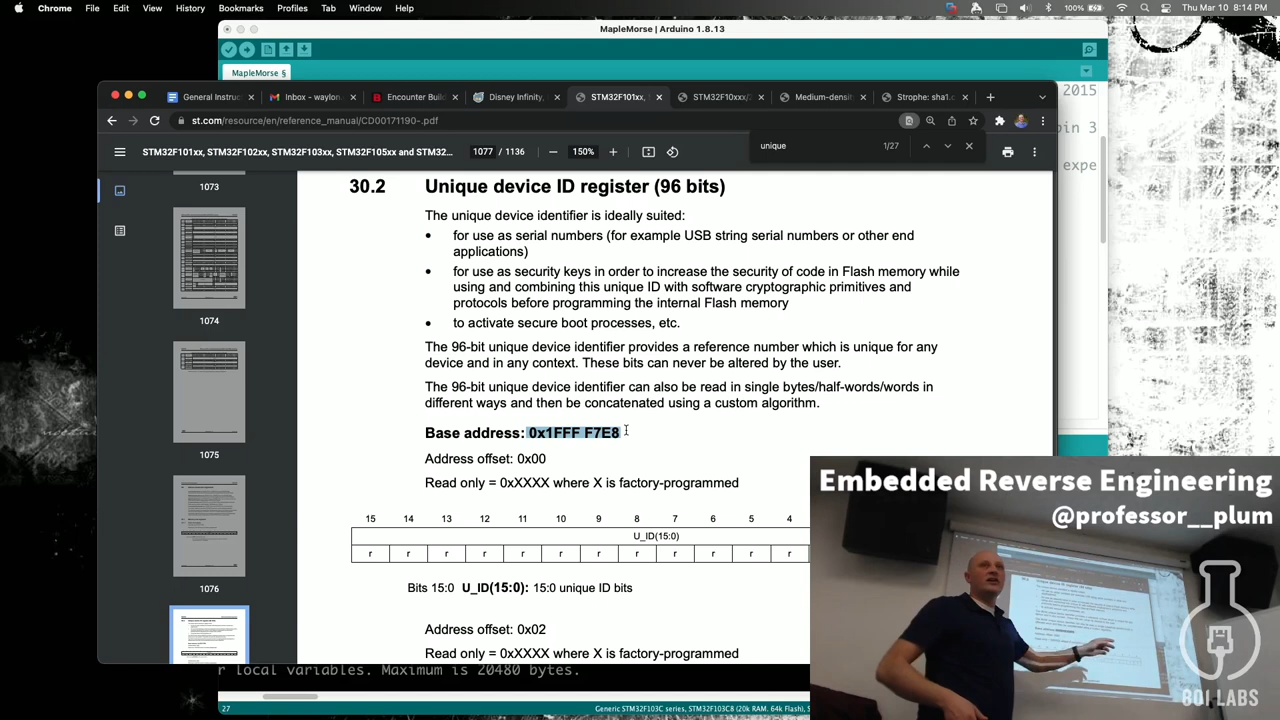 Chrome File Edit View History Bookmarks Profiles Tab Window Help 100% Thu Mar 10 8:14 PM
MapleMorse | Arduino 1.8.13
MapleMorse §
2015
General Instruc
Inbox - waylon
Encounter Buil
Disney Infinity,
STM32F101xx,
STM32F10xxx/
Medium-densit
Strophe: sha1.c
in 3
st.com/resource/en/reference_manual/CD00171190-.pdf
STM32F101xx, STM32F102xx, STM32F103xx, STM32F105xx and STM32...
1077 / 1136
150%
unique
1/27
expe
1073
1074
1075
1076
30.2 Unique device ID register (96 bits)
The unique device identifier is ideally suited:
• for use as serial numbers (for example USB string serial numbers or other end
applications)
• for use as security keys in order to increase the security of code in Flash memory while
using and combining this unique ID with software cryptographic primitives and
protocols before programming the internal Flash memory
• to activate secure boot processes, etc.
The 96-bit unique device identifier provides a reference number which is unique for any
device and in any context. These bits can never be altered by the user.
The 96-bit unique device identifier can also be read in single bytes/half-words/words in
different ways and then be concatenated using a custom algorithm.
Base address: 0x1FFF F7E8
Address offset: 0x00
Read only = 0xXXXX where X is factory-programmed
15 14 13 12 11 10 9 8 7 6 5 4
U_ID(15:0)
r r r r r r r r r r r r
Bits 15:0 U_ID(15:0): 15:0 unique ID bits
Address offset: 0x02
Read only = 0xXXXX where X is factory-programmed
r local variables. Maximum is 20480 bytes.
27
Generic STM32F103C series, STM32F103C8 (20k RAM. 64k Flash), S
Embedded Reverse Engineering
@professor__plum
801 LABS